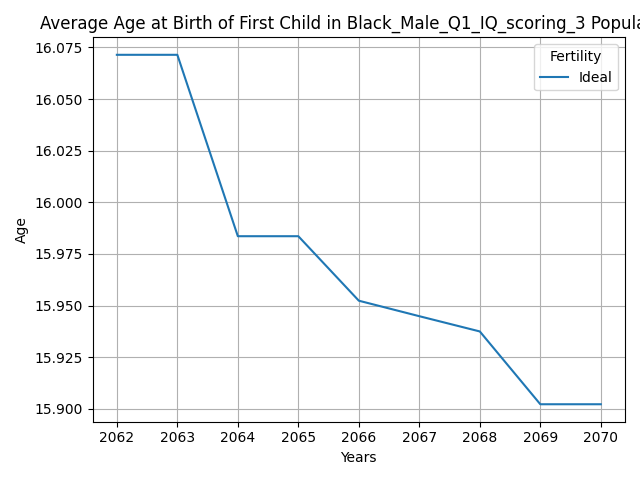 Average Age at Birth of First Child in Black_Male_Q1_IQ_scoring_3 Popula
Fertility
Ideal
16.075
16.050
16.025
16.000
15.975
15.950
15.925
15.900
Age
2062 2063 2064 2065 2066 2067 2068 2069 2070
Years